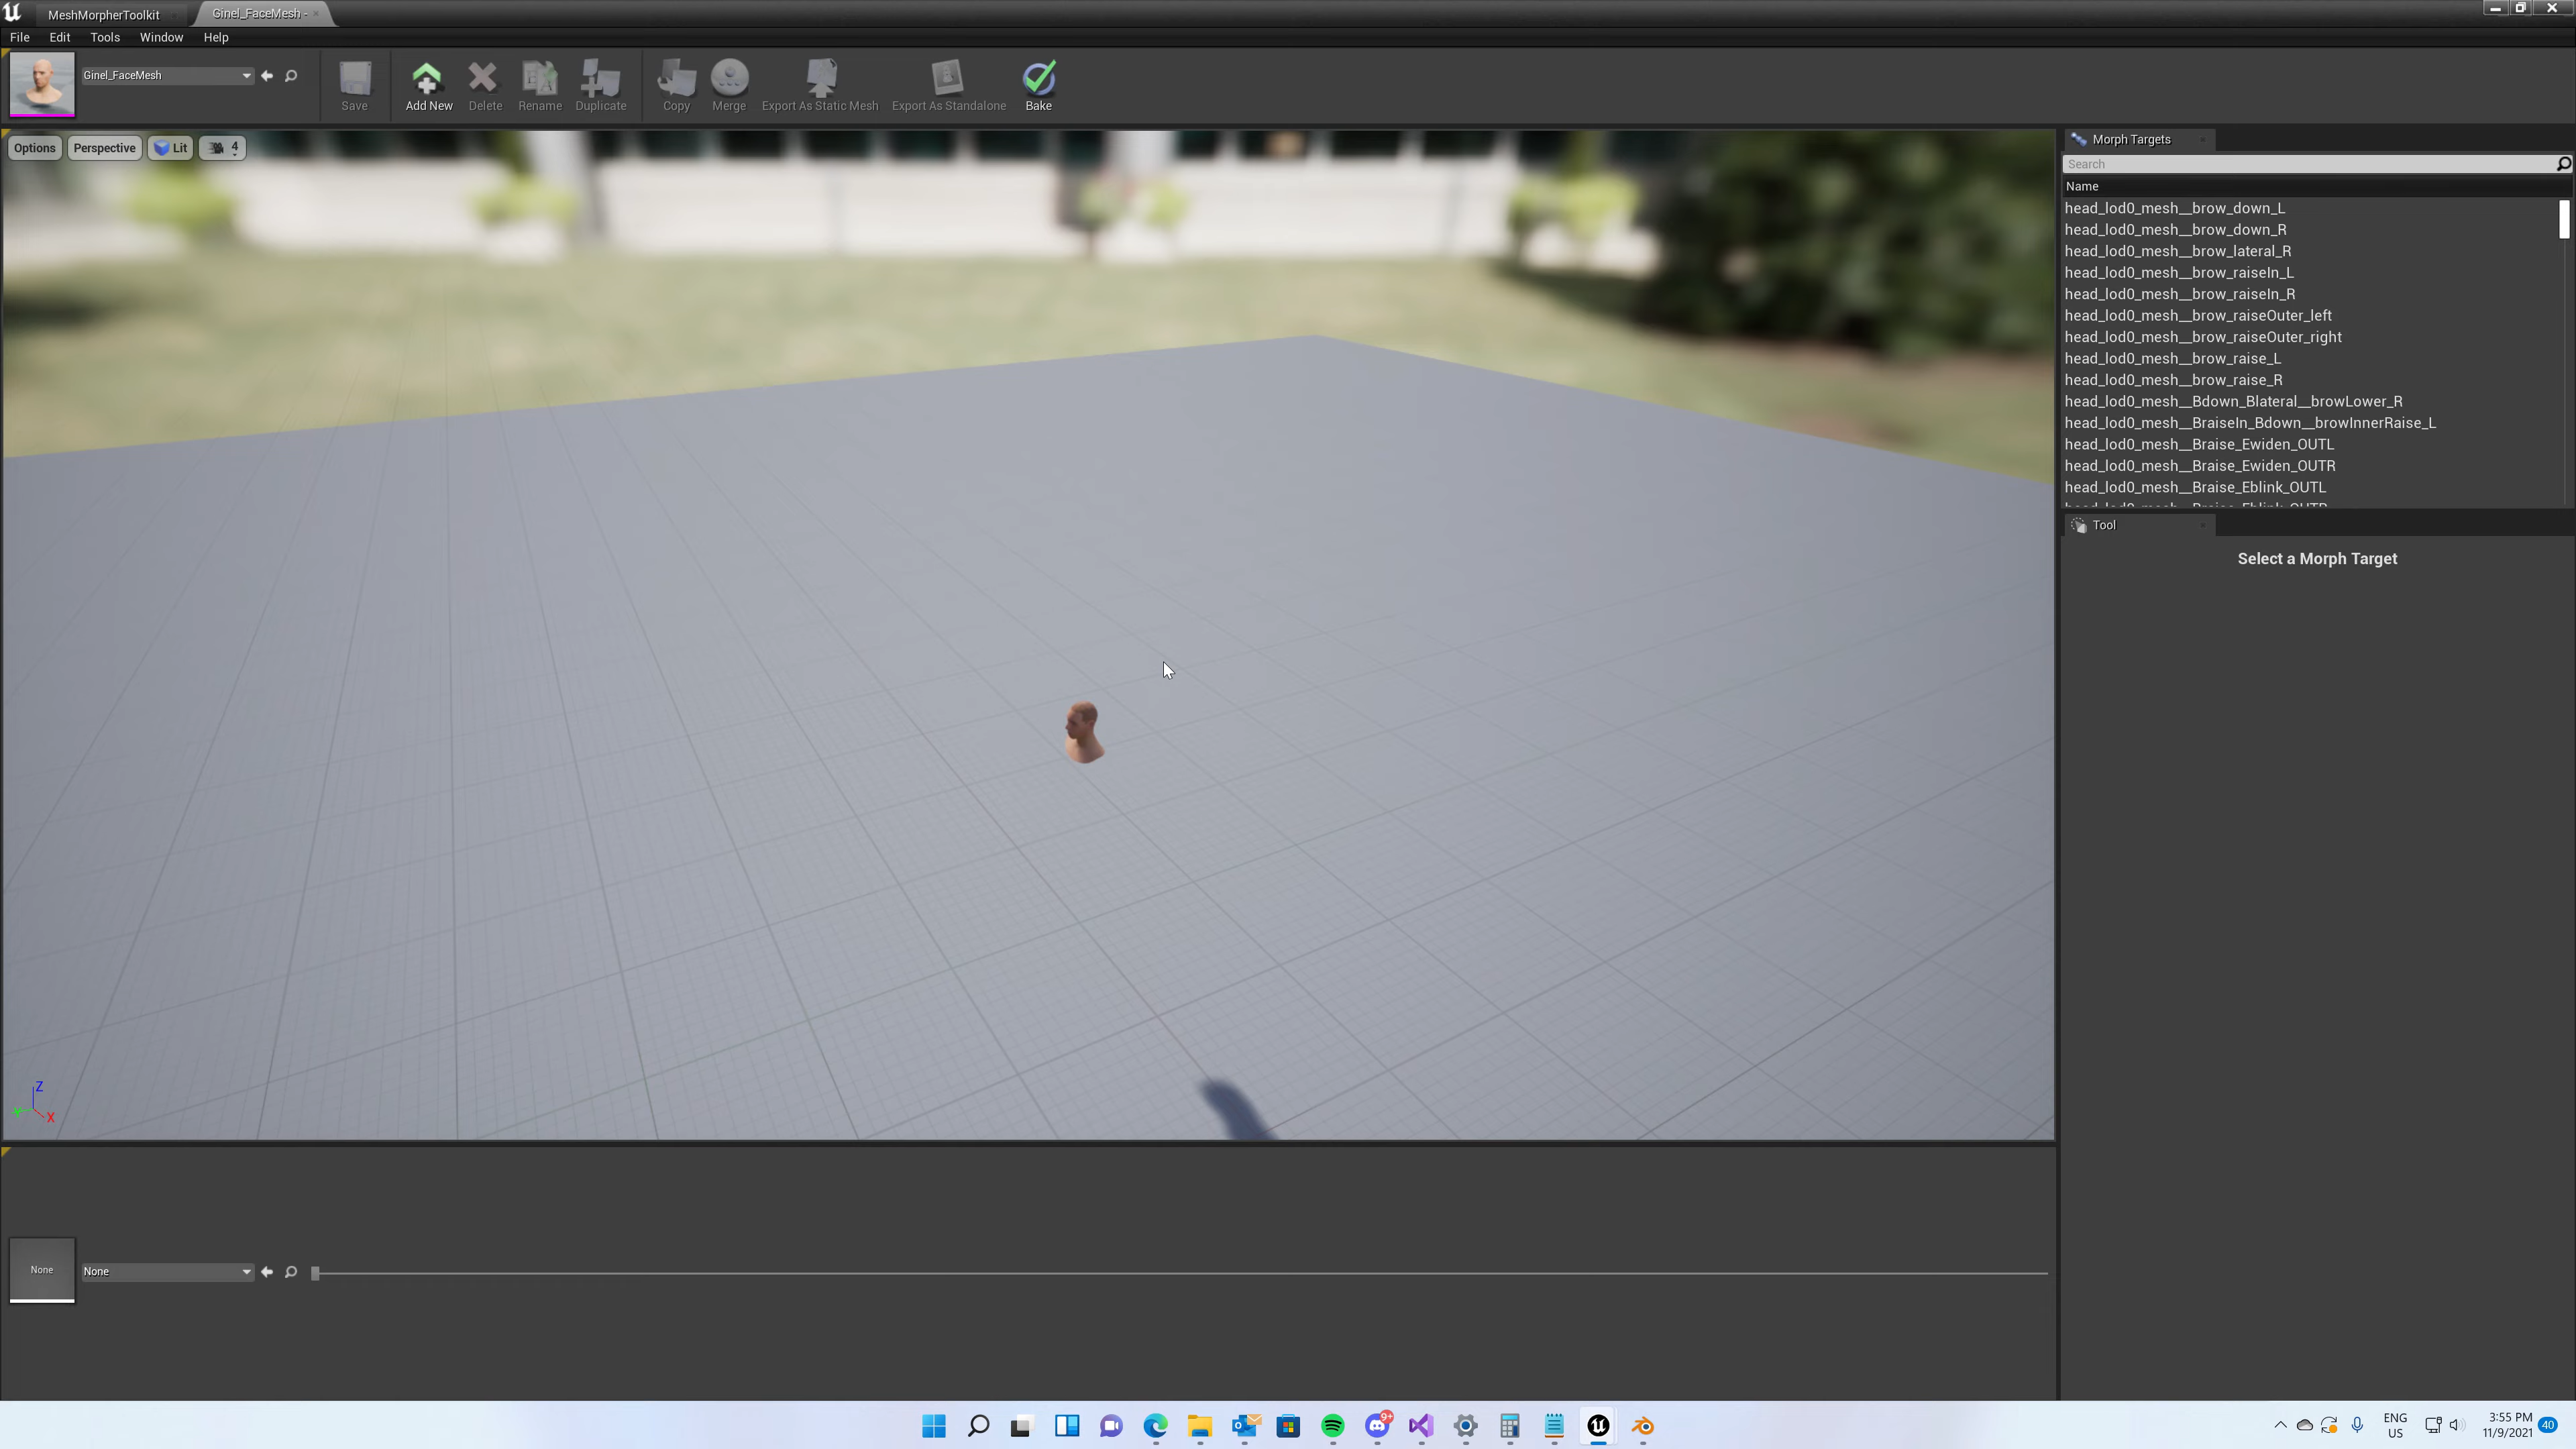 MeshMorpherToolkit
Ginel_FaceMesh -
File Edit Tools Window Help
Ginel_FaceMesh
Save
Add New
Delete
Rename
Duplicate
Copy
Merge
Export As Static Mesh
Export As Standalone
Bake
Options
Perspective
Lit
4
Morph Targets
Search
Name
head_lod0_mesh__brow_down_L
head_lod0_mesh__brow_down_R
head_lod0_mesh__brow_lateral_R
head_lod0_mesh__brow_raiseIn_L
head_lod0_mesh__brow_raiseIn_R
head_lod0_mesh__brow_raiseOuter_left
head_lod0_mesh__brow_raiseOuter_right
head_lod0_mesh__brow_raise_L
head_lod0_mesh__brow_raise_R
head_lod0_mesh__Bdown_Blateral__browLower_R
head_lod0_mesh__BraiseIn_Bdown__browInnerRaise_L
head_lod0_mesh__Braise_Ewiden_OUTL
head_lod0_mesh__Braise_Ewiden_OUTR
head_lod0_mesh__Braise_Eblink_OUTL
Tool
Select a Morph Target
Z
Y
X
None
None
9+
ENG
US
3:55 PM
11/9/2021
40